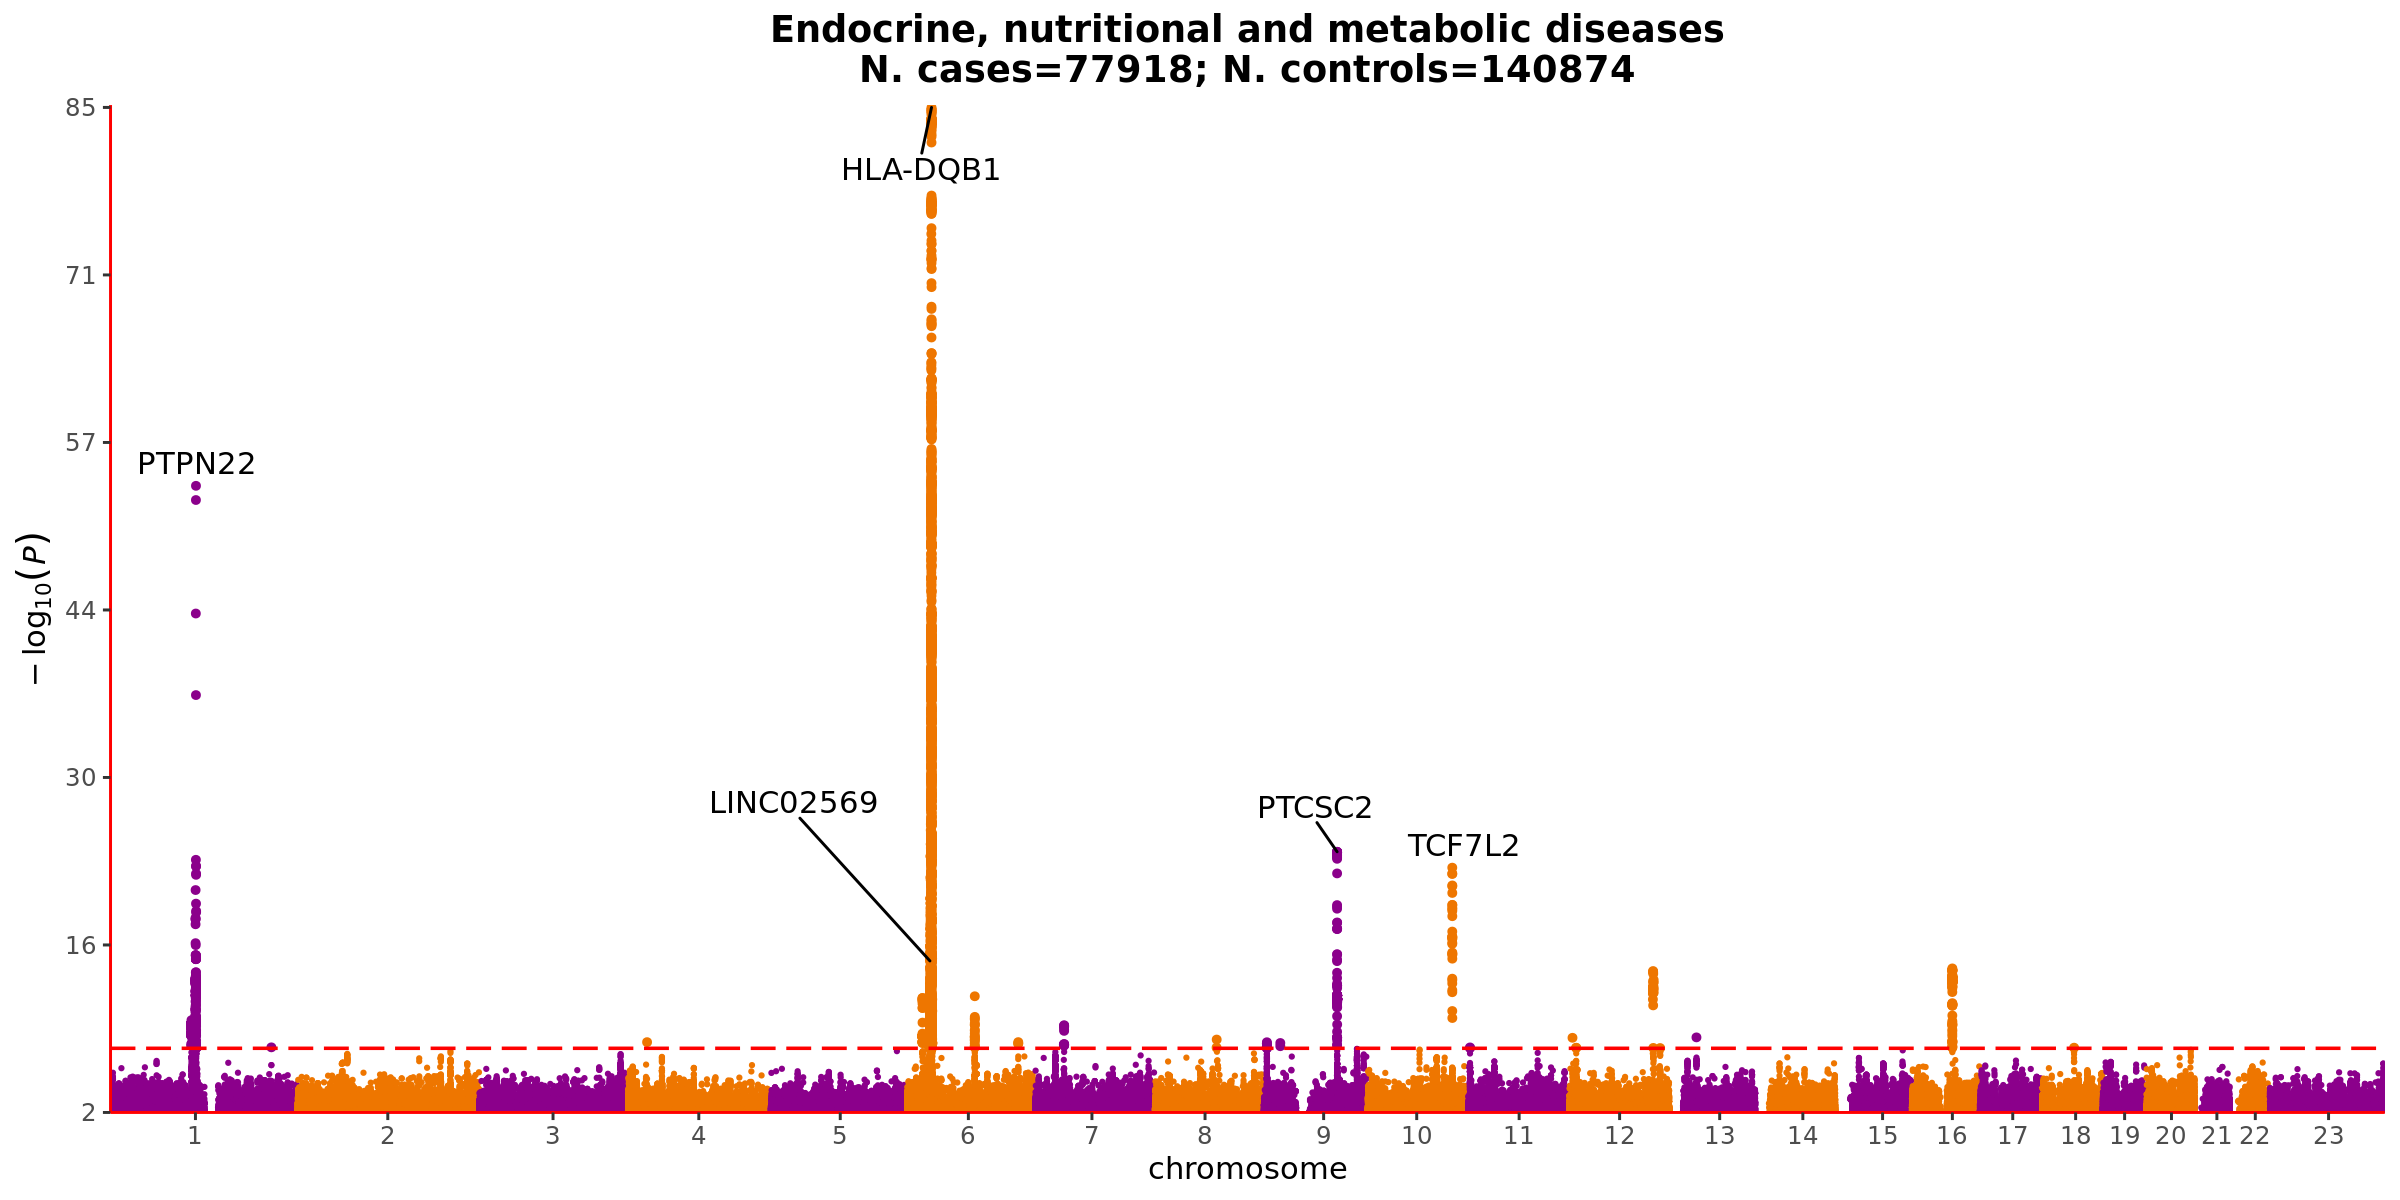 Endocrine, nutritional and metabolic diseases
N. cases=77918; N. controls=140874
85
71
57
44
30
16
2
−log10(P)
HLA-DQB1
PTPN22
LINC02569
PTCSC2
TCF7L2
1 2 3 4 5 6 7 8 9 10 11 12 13 14 15 16 17 18 19 20 21 22 23
chromosome